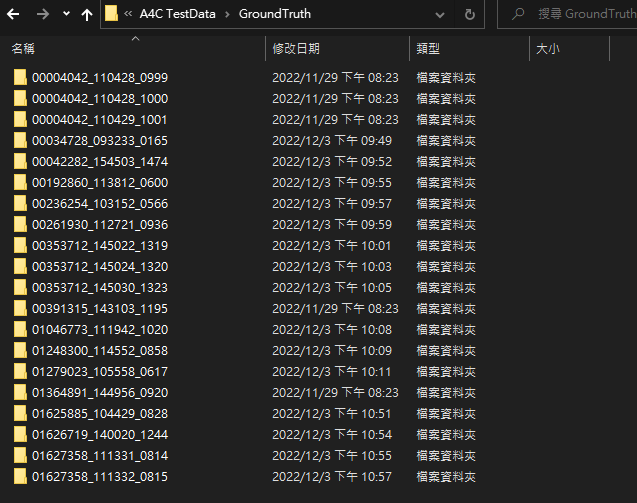 « A4C TestData › GroundTruth
搜尋 GroundTruth
名稱 修改日期 類型 大小
00004042_110428_0999 2022/11/29 下午 08:23 檔案資料夾
00004042_110428_1000 2022/11/29 下午 08:23 檔案資料夾
00004042_110429_1001 2022/11/29 下午 08:23 檔案資料夾
00034728_093233_0165 2022/12/3 下午 09:49 檔案資料夾
00042282_154503_1474 2022/12/3 下午 09:52 檔案資料夾
00192860_113812_0600 2022/12/3 下午 09:55 檔案資料夾
00236254_103152_0566 2022/12/3 下午 09:57 檔案資料夾
00261930_112721_0936 2022/12/3 下午 09:59 檔案資料夾
00353712_145022_1319 2022/12/3 下午 10:01 檔案資料夾
00353712_145024_1320 2022/12/3 下午 10:03 檔案資料夾
00353712_145030_1323 2022/12/3 下午 10:05 檔案資料夾
00391315_143103_1195 2022/11/29 下午 08:23 檔案資料夾
01046773_111942_1020 2022/12/3 下午 10:08 檔案資料夾
01248300_114552_0858 2022/12/3 下午 10:09 檔案資料夾
01279023_105558_0617 2022/12/3 下午 10:11 檔案資料夾
01364891_144956_0920 2022/11/29 下午 08:23 檔案資料夾
01625885_104429_0828 2022/12/3 下午 10:51 檔案資料夾
01626719_140020_1244 2022/12/3 下午 10:54 檔案資料夾
01627358_111331_0814 2022/12/3 下午 10:55 檔案資料夾
01627358_111332_0815 2022/12/3 下午 10:57 檔案資料夾